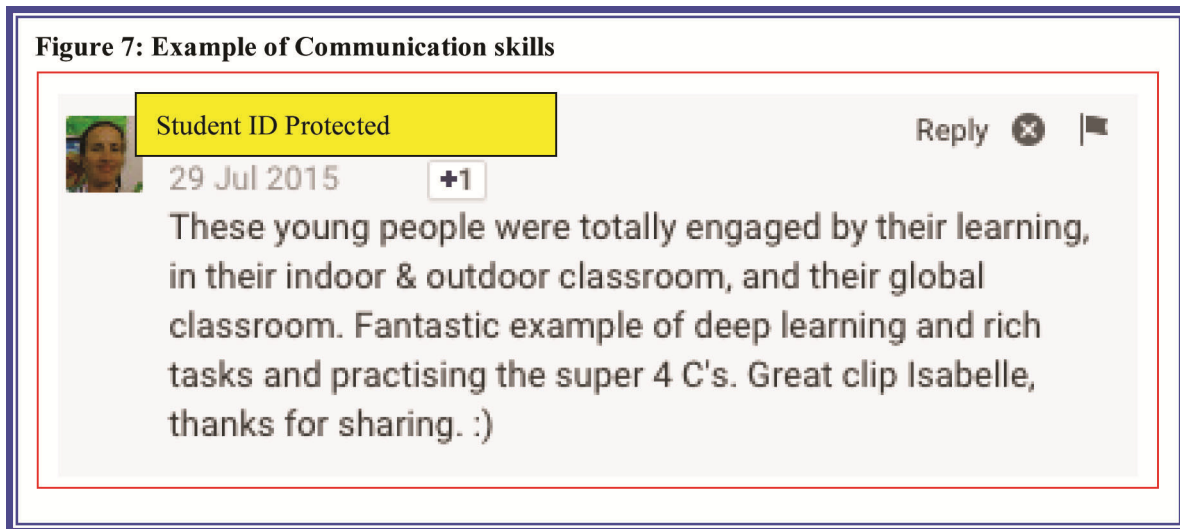 Figure 7: Example of Communication skills
Student ID Protected
Reply
29 Jul 2015 +1
These young people were totally engaged by their learning,
in their indoor & outdoor classroom, and their global
classroom. Fantastic example of deep learning and rich
tasks and practising the super 4 C's. Great clip Isabelle,
thanks for sharing. :)